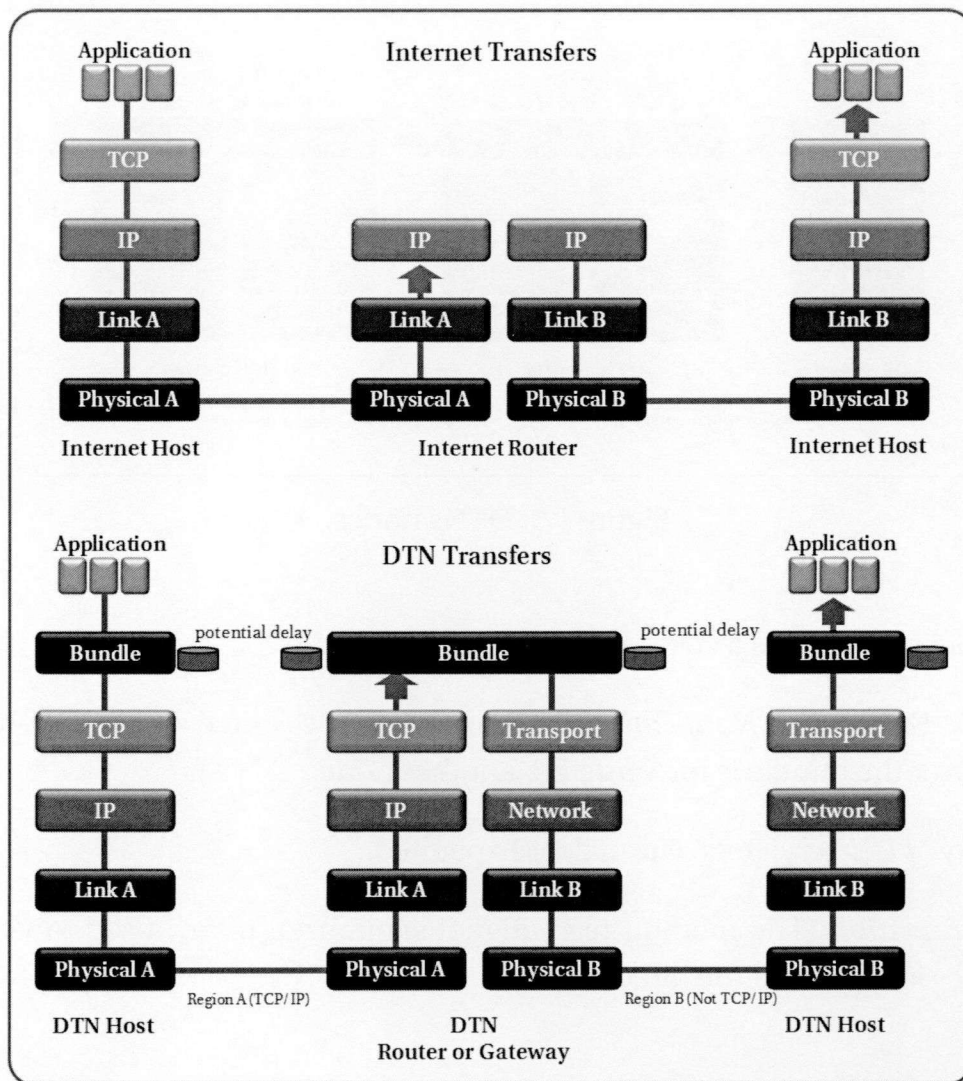 Application
Internet Transfers
Application
TCP
TCP
IP
IP
IP
IP
Link A
Link A
Link B
Link B
Physical A
Physical A
Physical B
Physical B
Internet Host
Internet Router
Internet Host
Application
DTN Transfers
Application
potential delay
potential delay
Bundle
Bundle
Bundle
TCP
TCP
Transport
Transport
IP
IP
Network
Network
Link A
Link A
Link B
Link B
Physical A
Physical A
Physical B
Physical B
Region A (TCP/IP)
Region B (Not TCP/IP)
DTN Host
DTN
Router or Gateway
DTN Host